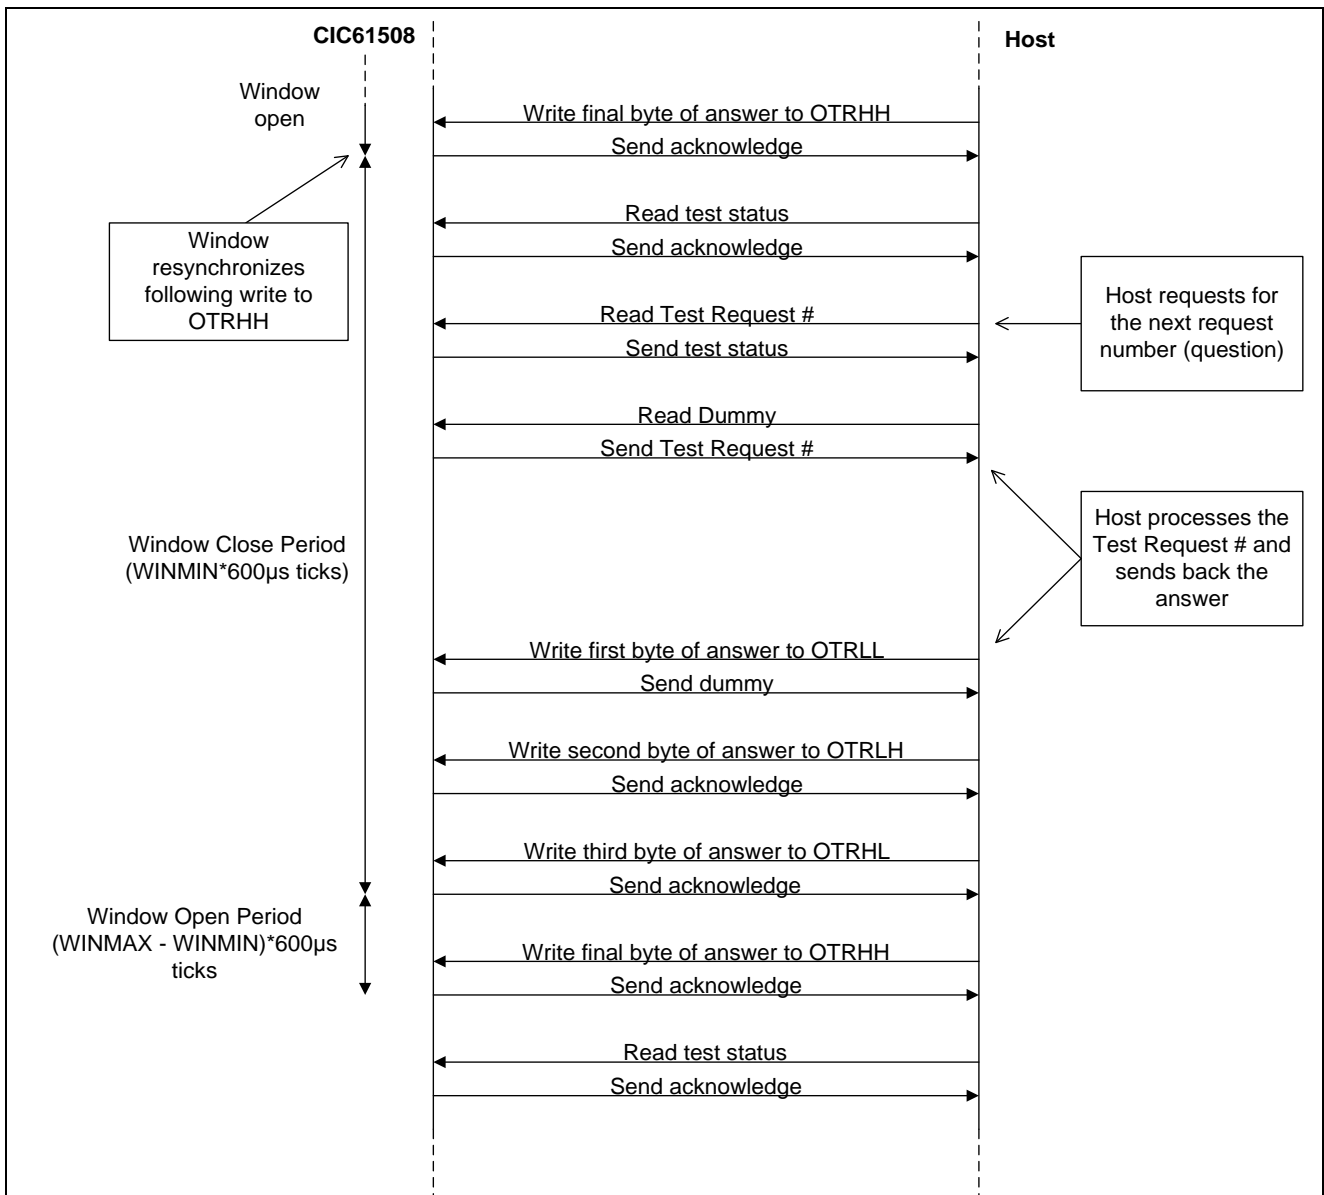 CIC61508
Host
Window
open
Write final byte of answer to OTRHH
Send acknowledge
Read test status
Send acknowledge
Window
resynchronizes
following write to
OTRHH
Read Test Request #
Send test status
Host requests for
the next request
number (question)
Read Dummy
Send Test Request #
Window Close Period
(WINMIN*600µs ticks)
Host processes the
Test Request # and
sends back the
answer
Write first byte of answer to OTRLL
Send dummy
Write second byte of answer to OTRLH
Send acknowledge
Write third byte of answer to OTRHL
Send acknowledge
Window Open Period
(WINMAX - WINMIN)*600µs
ticks
Write final byte of answer to OTRHH
Send acknowledge
Read test status
Send acknowledge